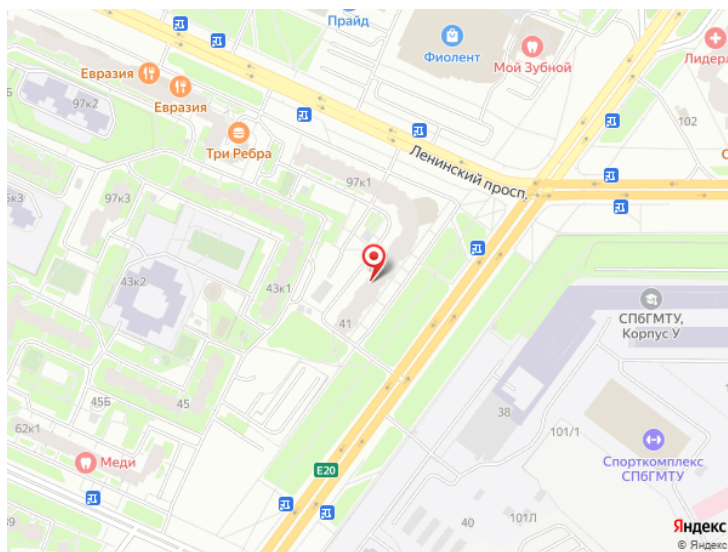 Прайд
Фиолент
Мой Зубной
Евразия
97к2
Евразия
102
Три Ребра
Ленинский просп.
97к1
97к3
43к2
43к1
41
СПбГМТУ,
Корпус У
45Б
45
38
62к1
101/1
Меди
Спорткомплекс
СПбГМТУ
E20
40
101Л
Яндекс
© Яндекс